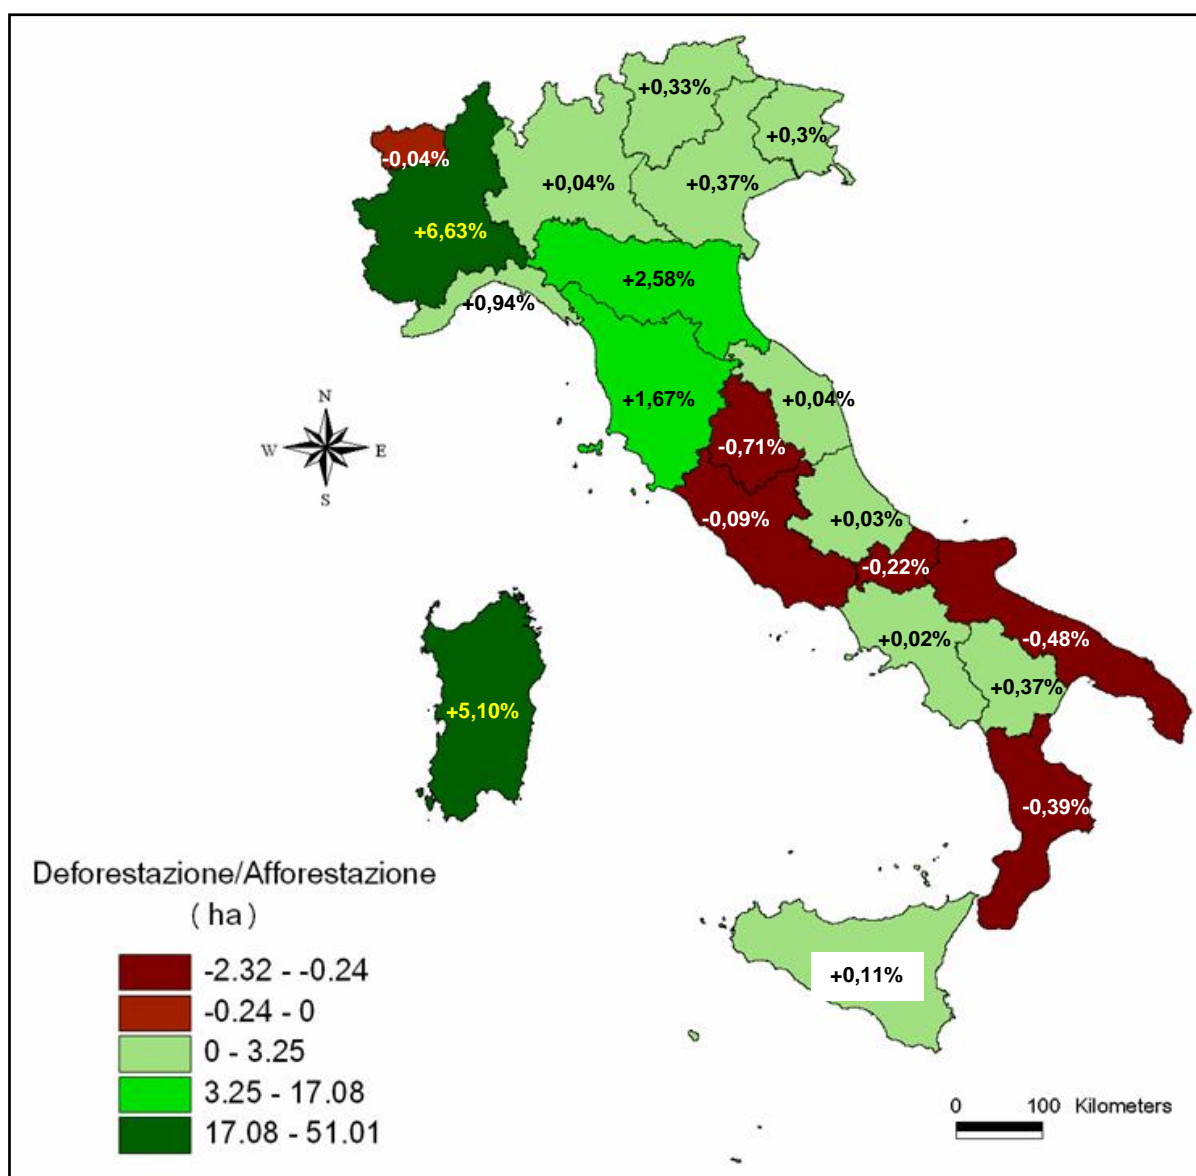 +0,33%
+0,3%
-0,04%
+0,04%
+0,37%
+6,63%
+2,58%
+0,94%
+1,67%
+0,04%
N
W
E
S
-0,71%
-0,09%
+0,03%
-0,22%
+0,02%
-0,48%
+0,37%
+5,10%
-0,39%
+0,11%
Deforestazione/Afforestazione
( ha)
-2.32 - -0.24
-0.24 - 0
0 - 3.25
3.25 - 17.08
17.08 - 51.01
0 100 Kilometers